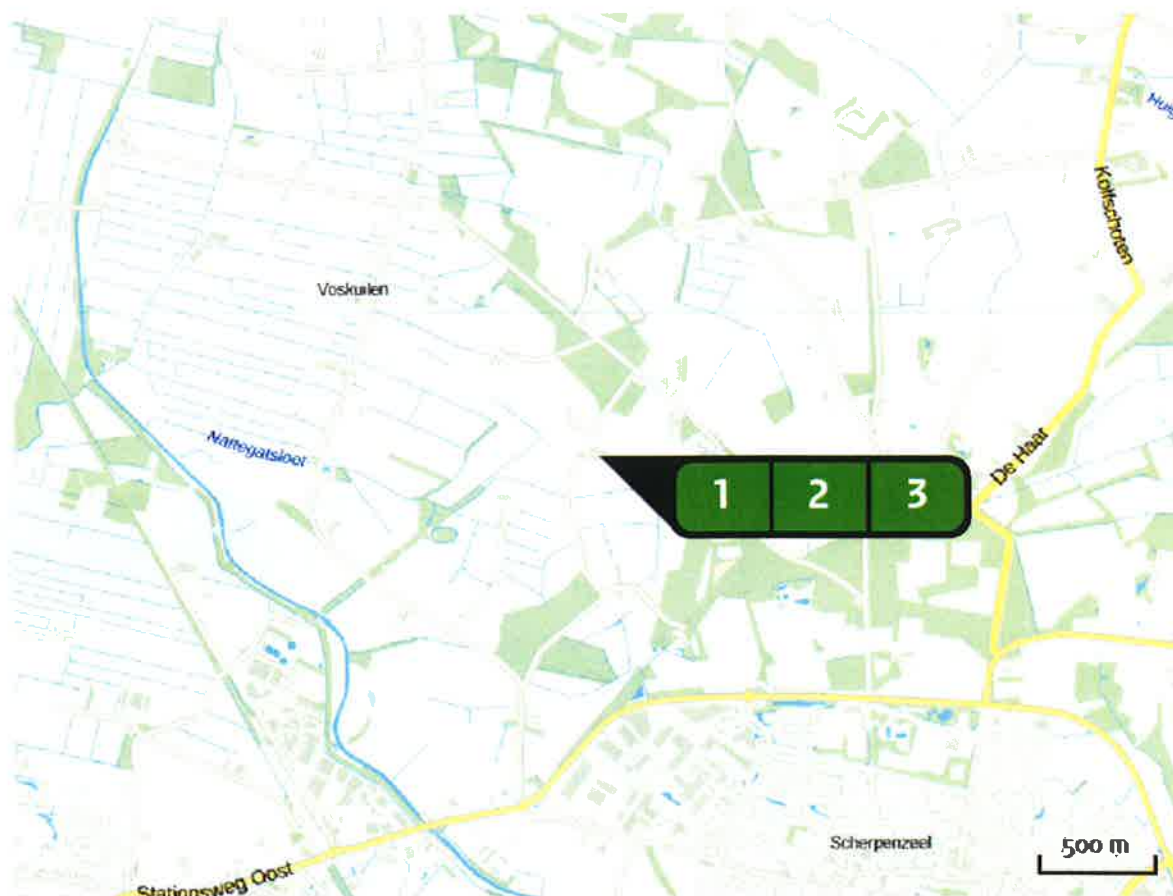 Kolfschoten
Voskuilen
Nattegatsloot
De Haar
1 2 3
Scherpenzeel
500 m
Stationsweg Oost